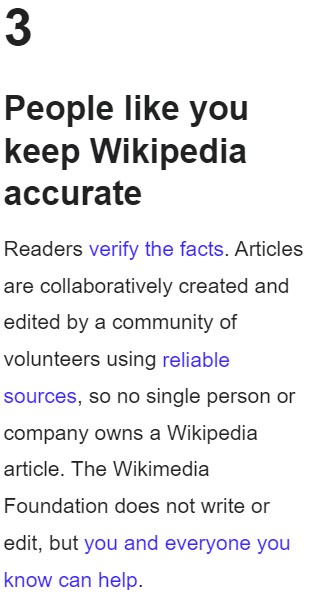 3
People like you
keep Wikipedia
accurate
Readers verify the facts. Articles
are collaboratively created and
edited by a community of
volunteers using reliable
sources, so no single person or
company owns a Wikipedia
article. The Wikimedia
Foundation does not write or
edit, but you and everyone you
know can help.